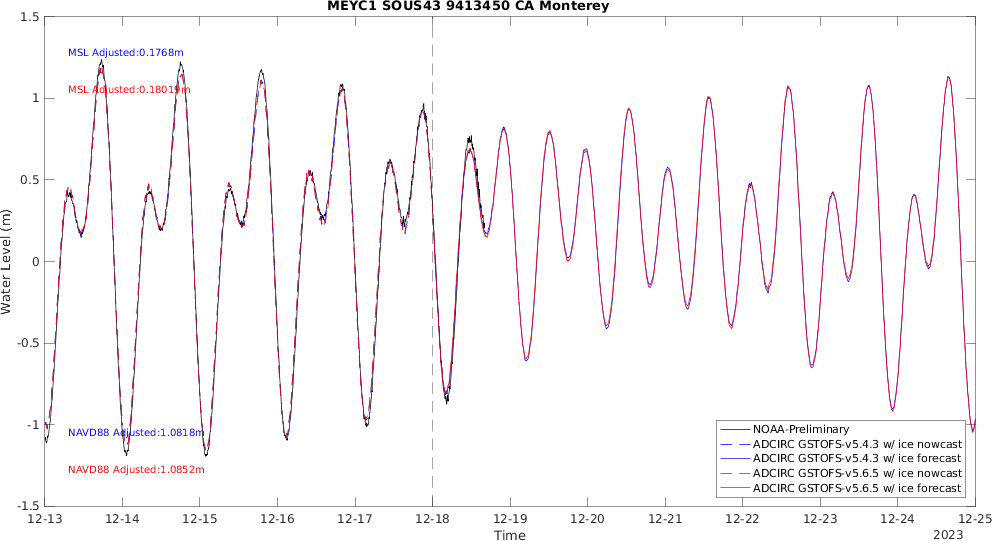 MEYC1 SOUS43 9413450 CA Monterey
1.5
MSL Adjusted:0.1768m
MSL Adjusted:0.18019m
1
0.5
Water Level (m)
0
-0.5
-1
NAVD88 Adjusted:1.0818m
NAVD88 Adjusted:1.0852m
-1.5
NOAA-Preliminary
ADCIRC GSTOFS-v5.4.3 w/ ice nowcast
ADCIRC GSTOFS-v5.4.3 w/ ice forecast
ADCIRC GSTOFS-v5.6.5 w/ ice nowcast
ADCIRC GSTOFS-v5.6.5 w/ ice forecast
12-13 12-14 12-15 12-16 12-17 12-18 12-19 12-20 12-21 12-22 12-23 12-24 12-25
Time
2023